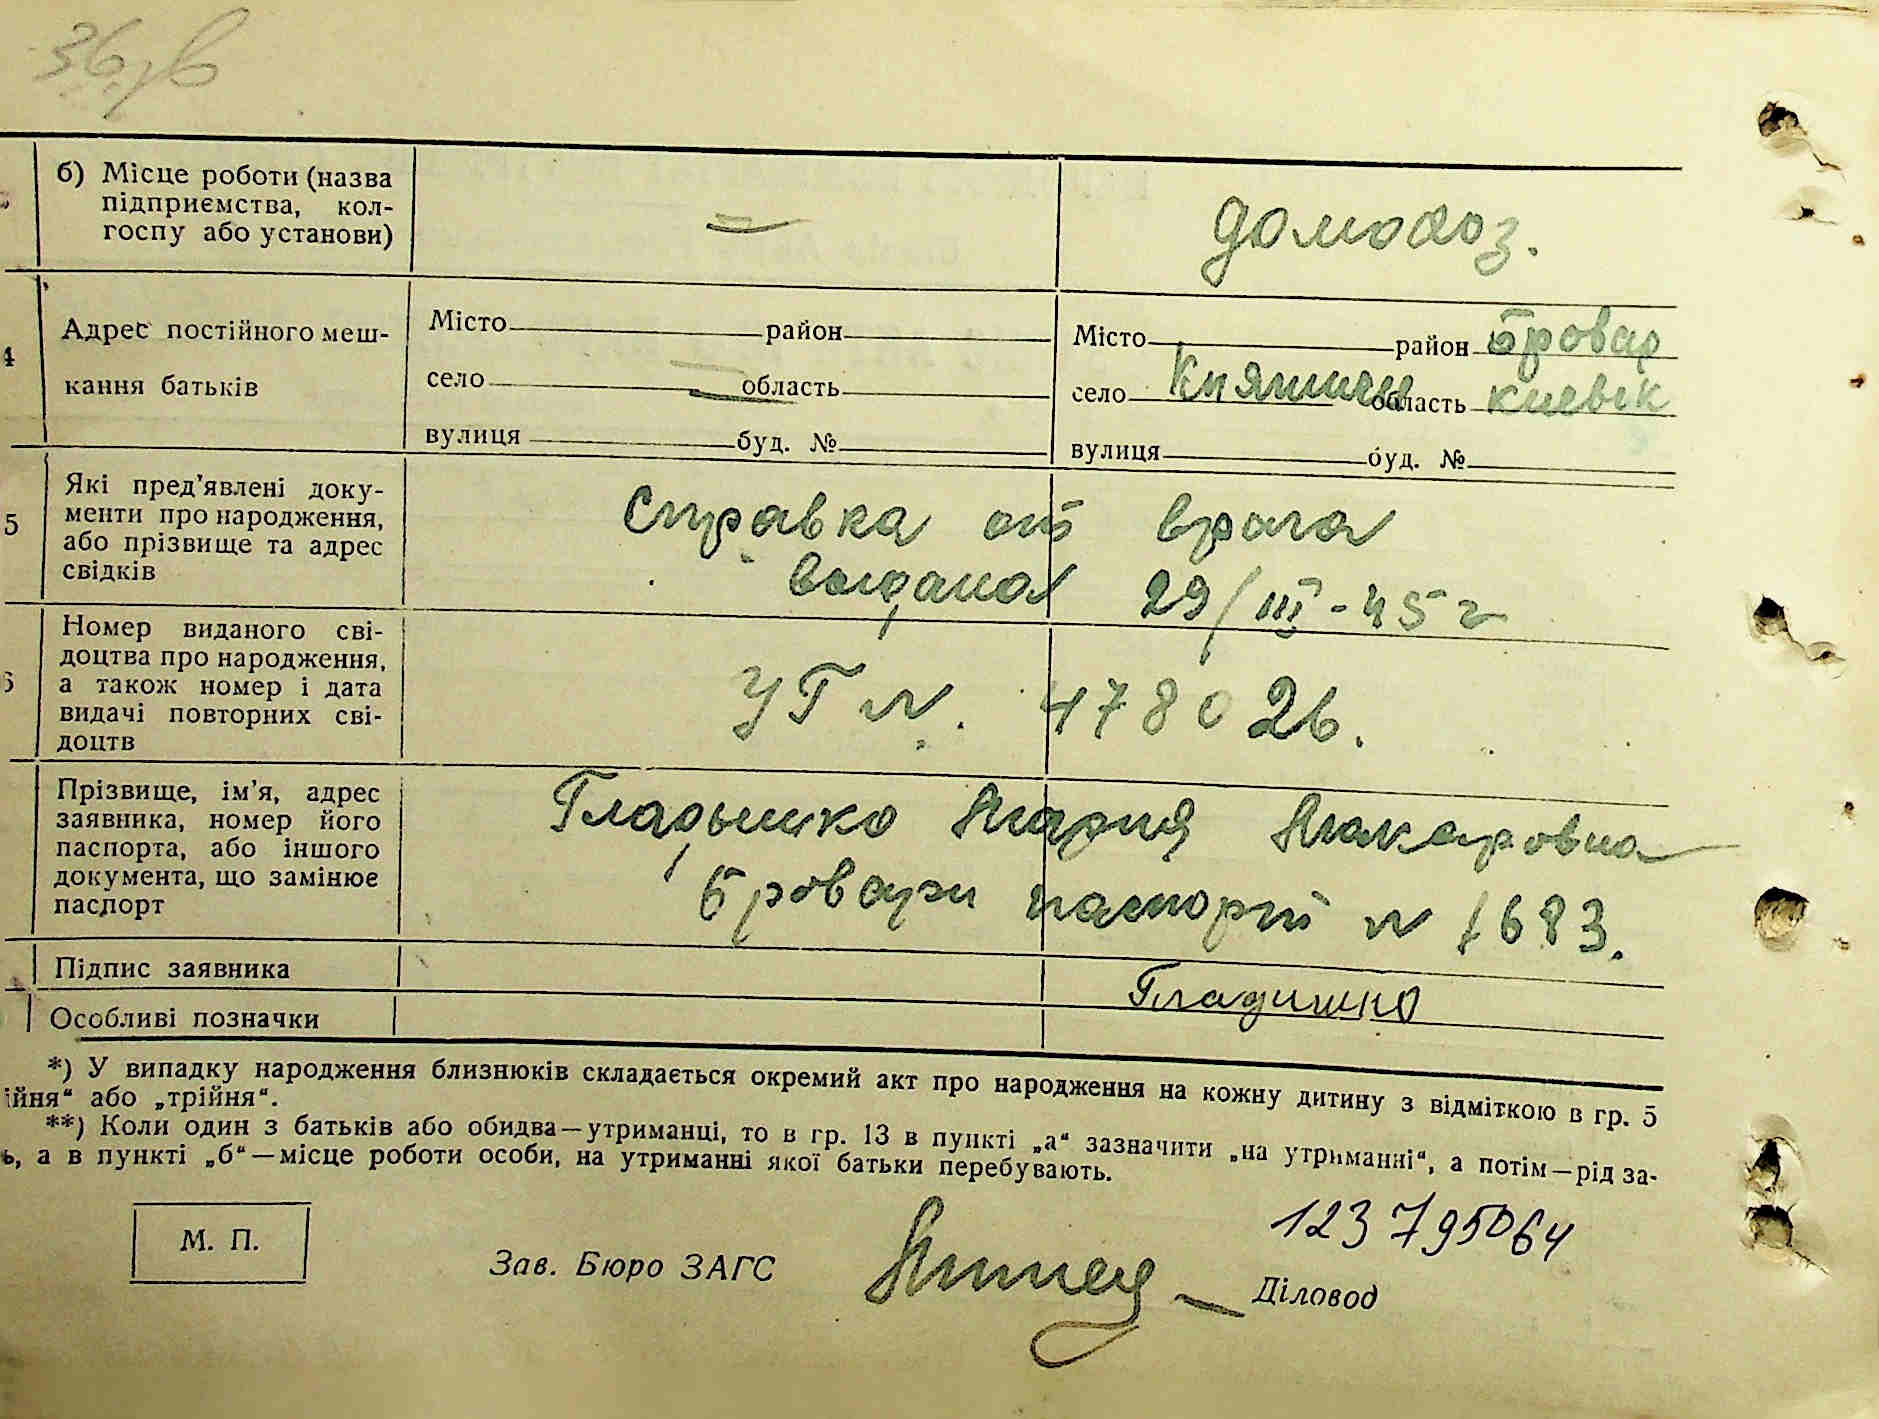 б) Місце роботи (назва
підприємства, кол-
госпу або установи)
=
домохоз.
4
Адрес постійного меш-
кання батьків
Місто район
село область
вулиця буд. №
Місто район Бровар
село Княжичи область киевск
вулиця буд. №
5
Які пред'явлені доку-
менти про народження,
або прізвище та адрес
свідків
Справка от врача
выдана 29/III-45 г
6
Номер виданого сві-
доцтва про народження,
а також номер і дата
видачі повторних сві-
доцтв
УГ N. 478026.
Прізвище, ім'я, адрес
заявника, номер його
паспорта, або іншого
документа, що замінює
паспорт
Гладышко Мария Макаровна
Бровари паспорт N 1683.
Підпис заявника
Гладишко
Особливі позначки
*) У випадку народження близнюків складається окремий акт про народження на кожну дитину з відміткою в гр. 5
ійня" або „трійня".
**) Коли один з батьків або обидва—утриманці, то в гр. 13 в пункті „а" зазначити „на утриманні", а потім—рід за-
ь, а в пункті „б"—місце роботи особи, на утриманні якої батьки перебувають.
М. П.
Зав. Бюро ЗАГС
123795064
Діловод